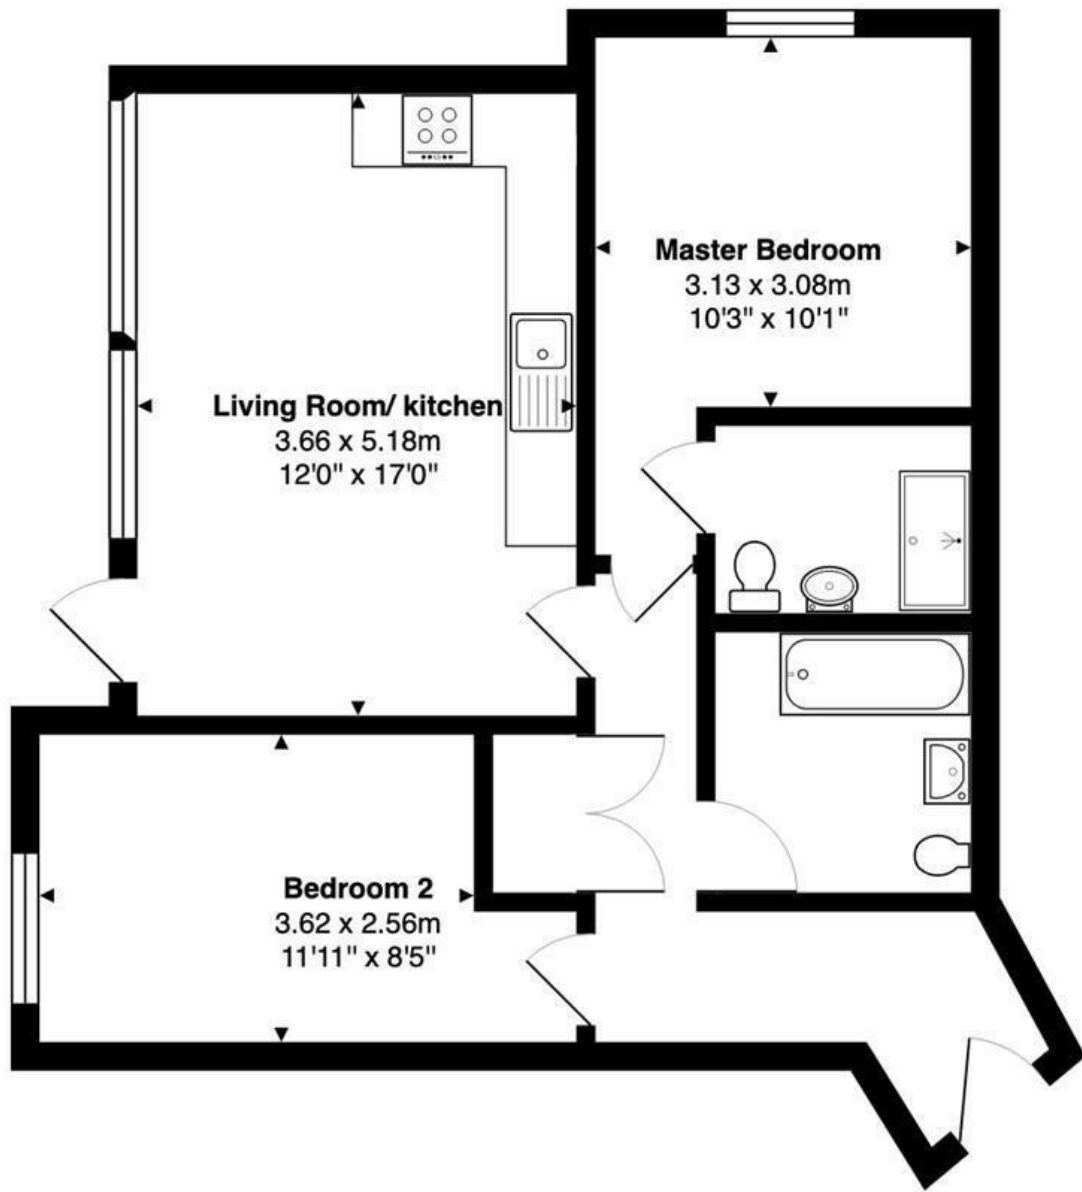 Master Bedroom
3.13 x 3.08m
10'3" x 10'1"
Living Room/ kitchen
3.66 x 5.18m
12'0" x 17'0"
Bedroom 2
3.62 x 2.56m
11'11" x 8'5"